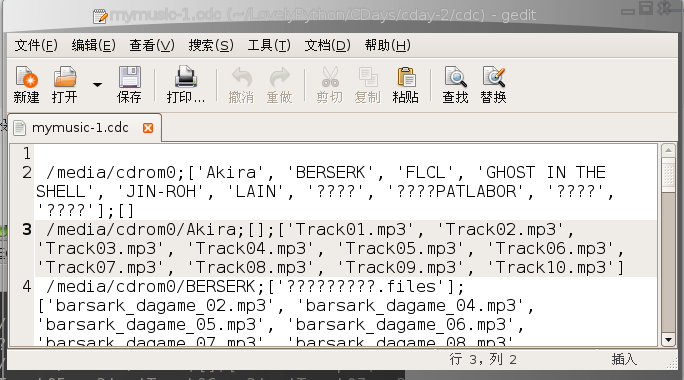 mymusic-1.cdc (~/LovelyPython/CDays/cday-2/cdc) - gedit
文件(F) 编辑(E) 查看(V) 搜索(S) 工具(T) 文档(D) 帮助(H)
新建 打开 保存 打印... 撤消 重做 剪切 复制 粘贴 查找 替换
mymusic-1.cdc
1
2 /media/cdrom0;['Akira', 'BERSERK', 'FLCL', 'GHOST IN THE
SHELL', 'JIN-ROH', 'LAIN', '????', '????PATLABOR', '????',
'????'];[]
3 /media/cdrom0/Akira;[];['Track01.mp3', 'Track02.mp3',
'Track03.mp3', 'Track04.mp3', 'Track05.mp3', 'Track06.mp3',
'Track07.mp3', 'Track08.mp3', 'Track09.mp3', 'Track10.mp3']
4 /media/cdrom0/BERSERK;['?????????.files'];
['barsark_dagame_02.mp3', 'barsark_dagame_04.mp3',
'barsark_dagame_05.mp3', 'barsark_dagame_06.mp3',
'barsark_dagame_07.mp3', 'barsark_dagame_08.mp3',
行 3, 列 2 插入